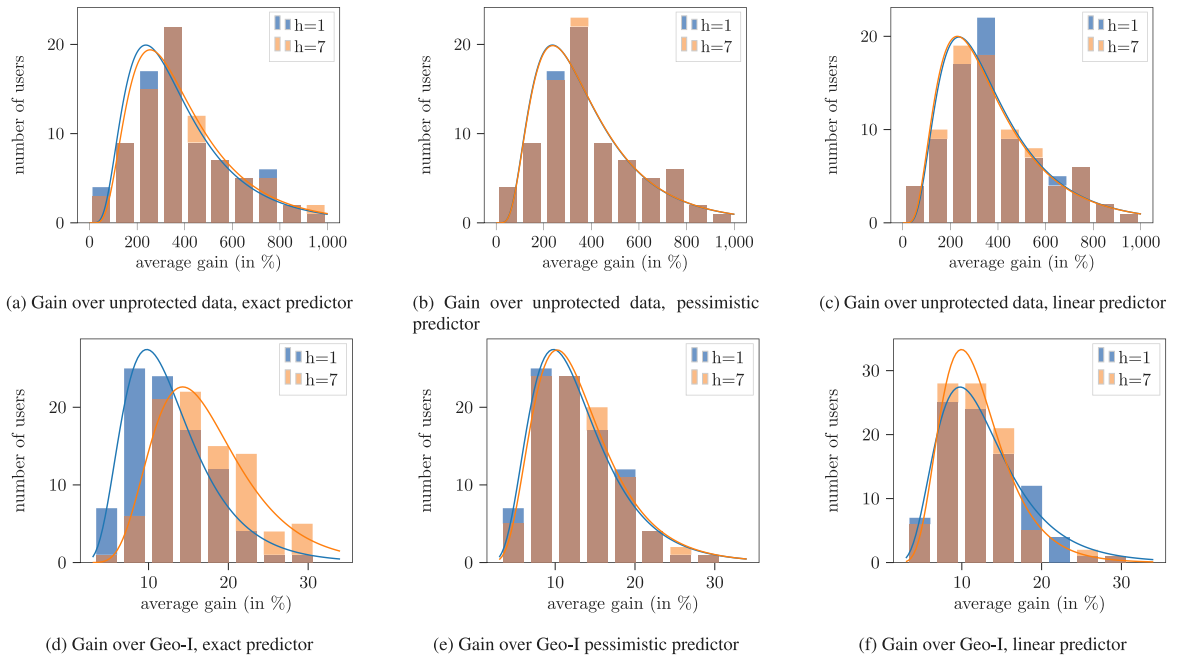 number of users
20
10
0
h=1
h=7
0 200 400 600 800 1,000
average gain (in %)
(a) Gain over unprotected data, exact predictor
number of users
20
10
0
h=1
h=7
0 200 400 600 800 1,000
average gain (in %)
(b) Gain over unprotected data, pessimistic
predictor
number of users
20
10
0
h=1
h=7
0 200 400 600 800 1,000
average gain (in %)
(c) Gain over unprotected data, linear predictor
number of users
20
10
0
h=1
h=7
10 20 30
average gain (in %)
(d) Gain over Geo-I, exact predictor
number of users
20
10
0
h=1
h=7
10 20 30
average gain (in %)
(e) Gain over Geo-I pessimistic predictor
number of users
30
20
10
0
h=1
h=7
10 20 30
average gain (in %)
(f) Gain over Geo-I, linear predictor